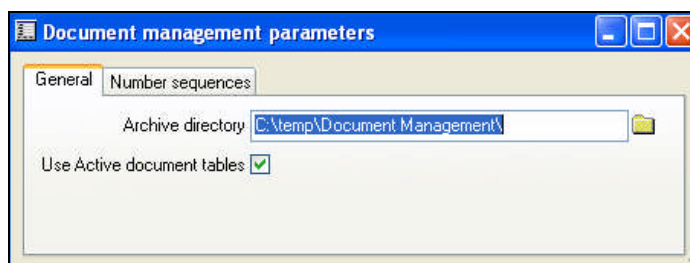 Document management parameters
General Number sequences
Archive directory C:\temp\Document Management\
Use Active document tables